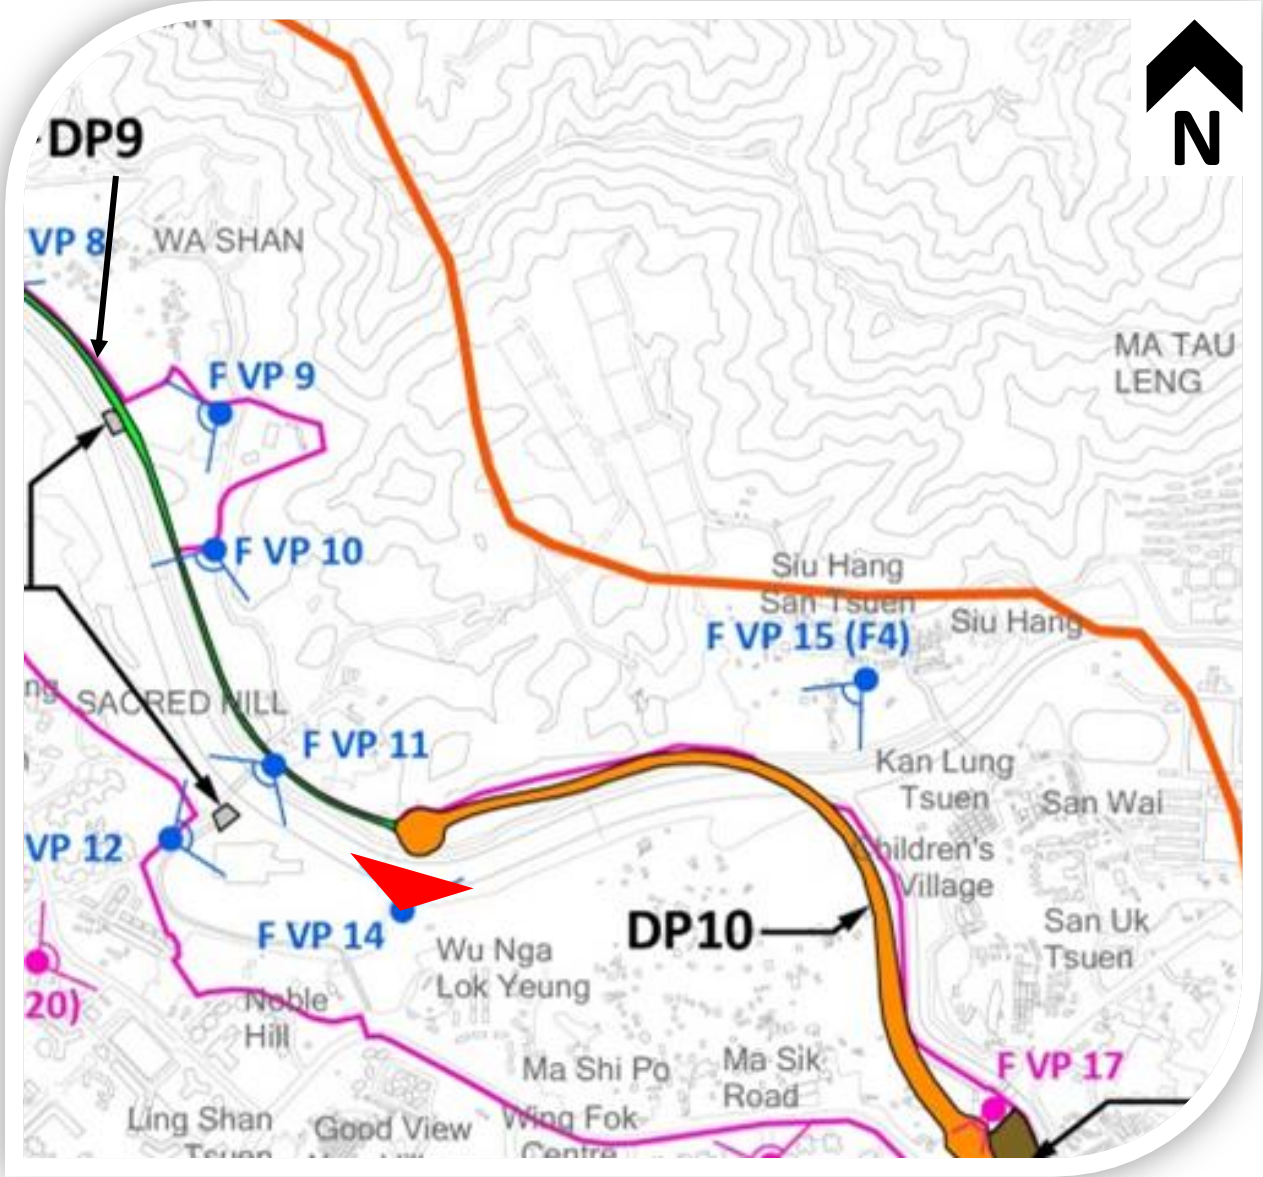 N
DP9
VP 8
WA SHAN
F VP 9
MA TAU
LENG
F VP 10
Siu Hang
San Tsuen
Siu Hang
F VP 15 (F4)
SACRED HILL
F VP 11
Kan Lung
Tsuen
San Wai
VP 12
Children's
Village
DP10
San Uk
Tsuen
F VP 14
Wu Nga
Lok Yeung
20)
Noble
Hill
Ma Shi Po
Ma Sik
Road
F VP 17
Ling Shan
Tsuen
Good View
Wing Fok
Centre